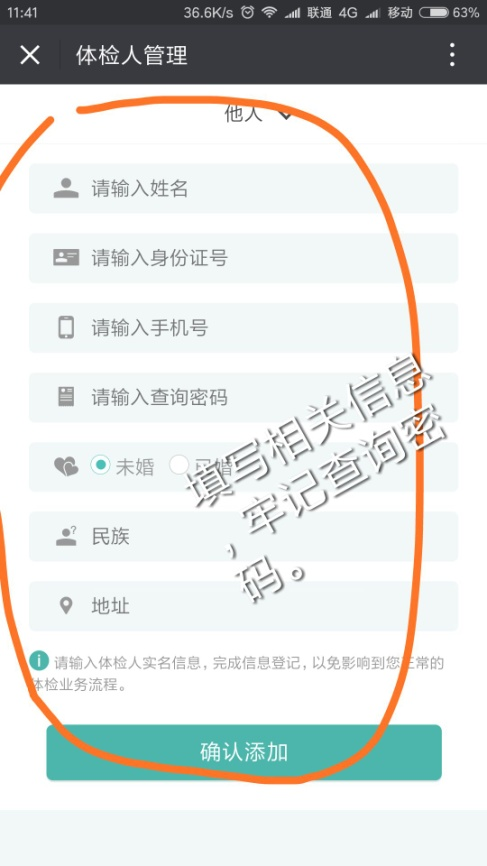 11:41 36.6K/s 联通 4G 移动 63%
体检人管理
他人
请输入姓名
请输入身份证号
请输入手机号
请输入查询密码
未婚 已婚
民族
地址
请输入体检人实名信息,完成信息登记,以免影响到您正常的
体检业务流程。
确认添加
填写相关信息
,牢记查询密
码。